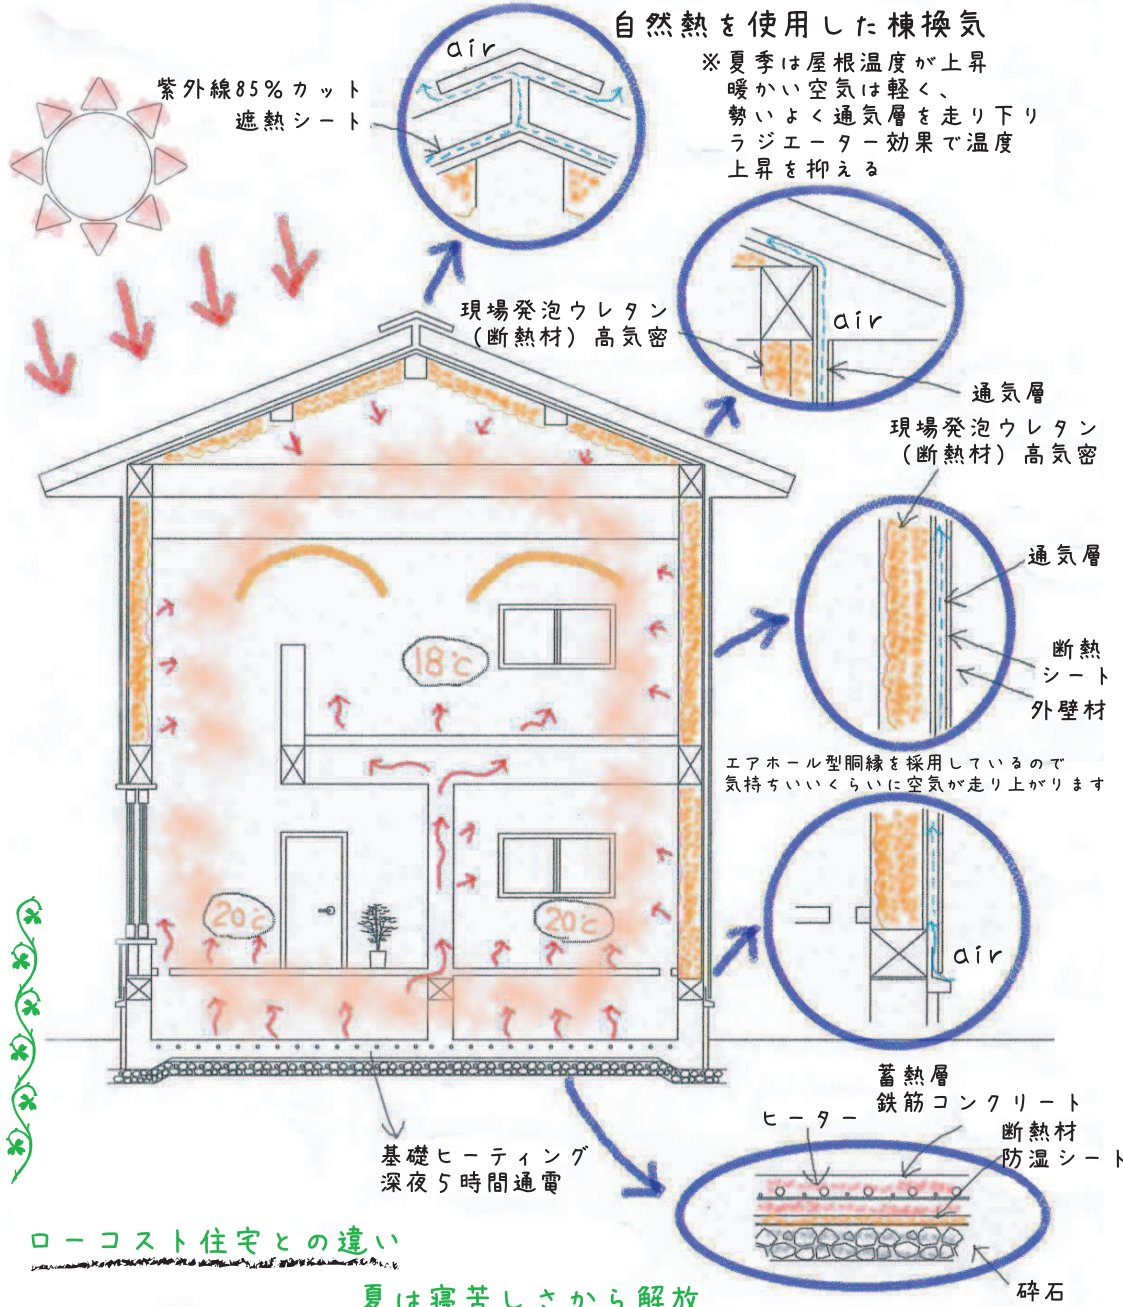 自然熱を使用した棟換気
※夏季は屋根温度が上昇
暖かい空気は軽く、
勢いよく通気層を走り下り
ラジエーター効果で温度
上昇を抑える
air
紫外線85%カット
遮熱シート
現場発泡ウレタン
(断熱材)高気密
air
通気層
現場発泡ウレタン
(断熱材)高気密
通気層
断熱
シート
外壁材
18℃
エアホール型胴縁を採用しているので
気持ちいいくらいに空気が走り上がります
20℃
20℃
air
基礎ヒーティング
深夜5時間通電
蓄熱層
鉄筋コンクリート
ヒーター
断熱材
防湿シート
砕石
ローコスト住宅との違い
夏は寝苦しさから解放